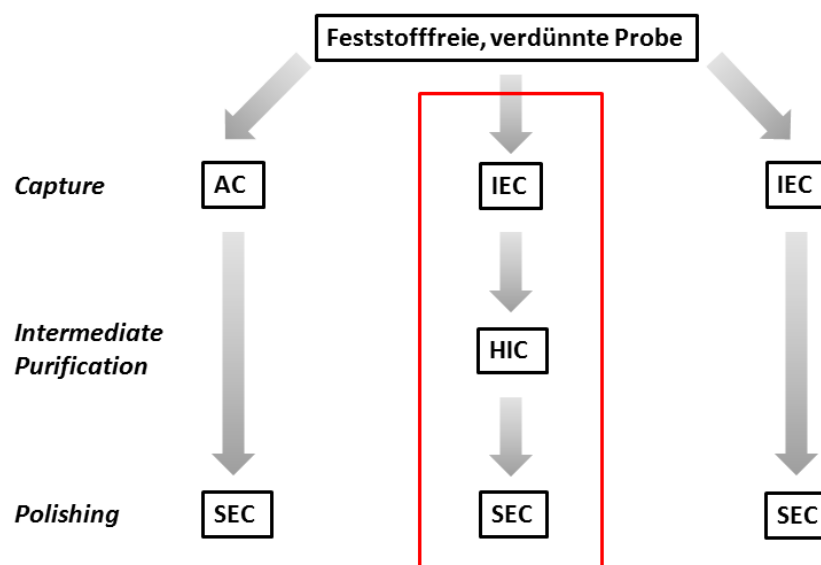 Feststofffreie, verdünnte Probe
Capture
AC
IEC
IEC
Intermediate
Purification
HIC
Polishing
SEC
SEC
SEC